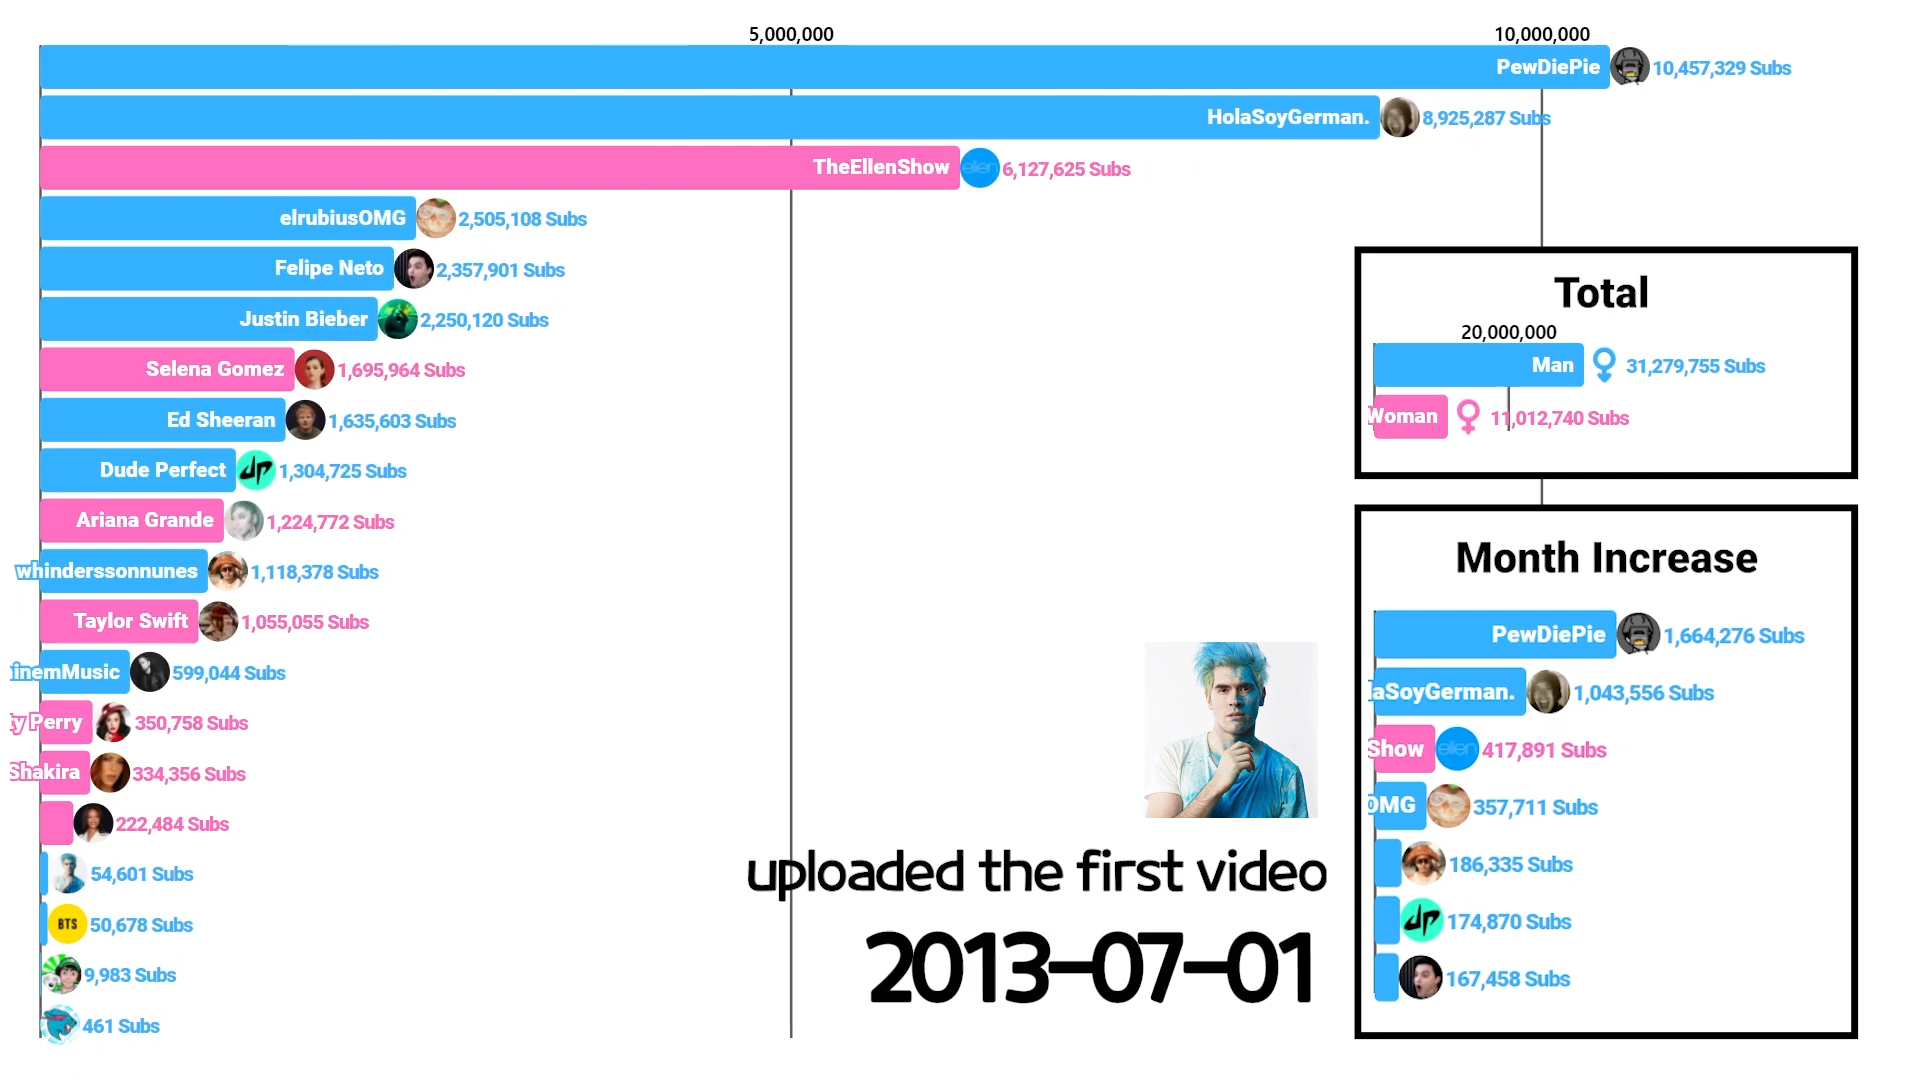 5,000,000 10,000,000
PewDiePie 10,457,329 Subs
HolaSoyGerman. 8,925,287 Subs
TheEllenShow ellen 6,127,625 Subs
elrubiusOMG 2,505,108 Subs
Felipe Neto 2,357,901 Subs
Justin Bieber 2,250,120 Subs
Selena Gomez 1,695,964 Subs
Ed Sheeran 1,635,603 Subs
Dude Perfect dp 1,304,725 Subs
Ariana Grande 1,224,772 Subs
whinderssonnunes 1,118,378 Subs
Taylor Swift 1,055,055 Subs
inemMusic 599,044 Subs
ty Perry 350,758 Subs
Shakira 334,356 Subs
222,484 Subs
54,601 Subs
BTS 50,678 Subs
9,983 Subs
461 Subs
uploaded the first video
2013-07-01
Total
20,000,000
Man 31,279,755 Subs
Woman 11,012,740 Subs
Month Increase
PewDiePie 1,664,276 Subs
laSoyGerman. 1,043,556 Subs
Show ellen 417,891 Subs
OMG 357,711 Subs
186,335 Subs
dp 174,870 Subs
167,458 Subs